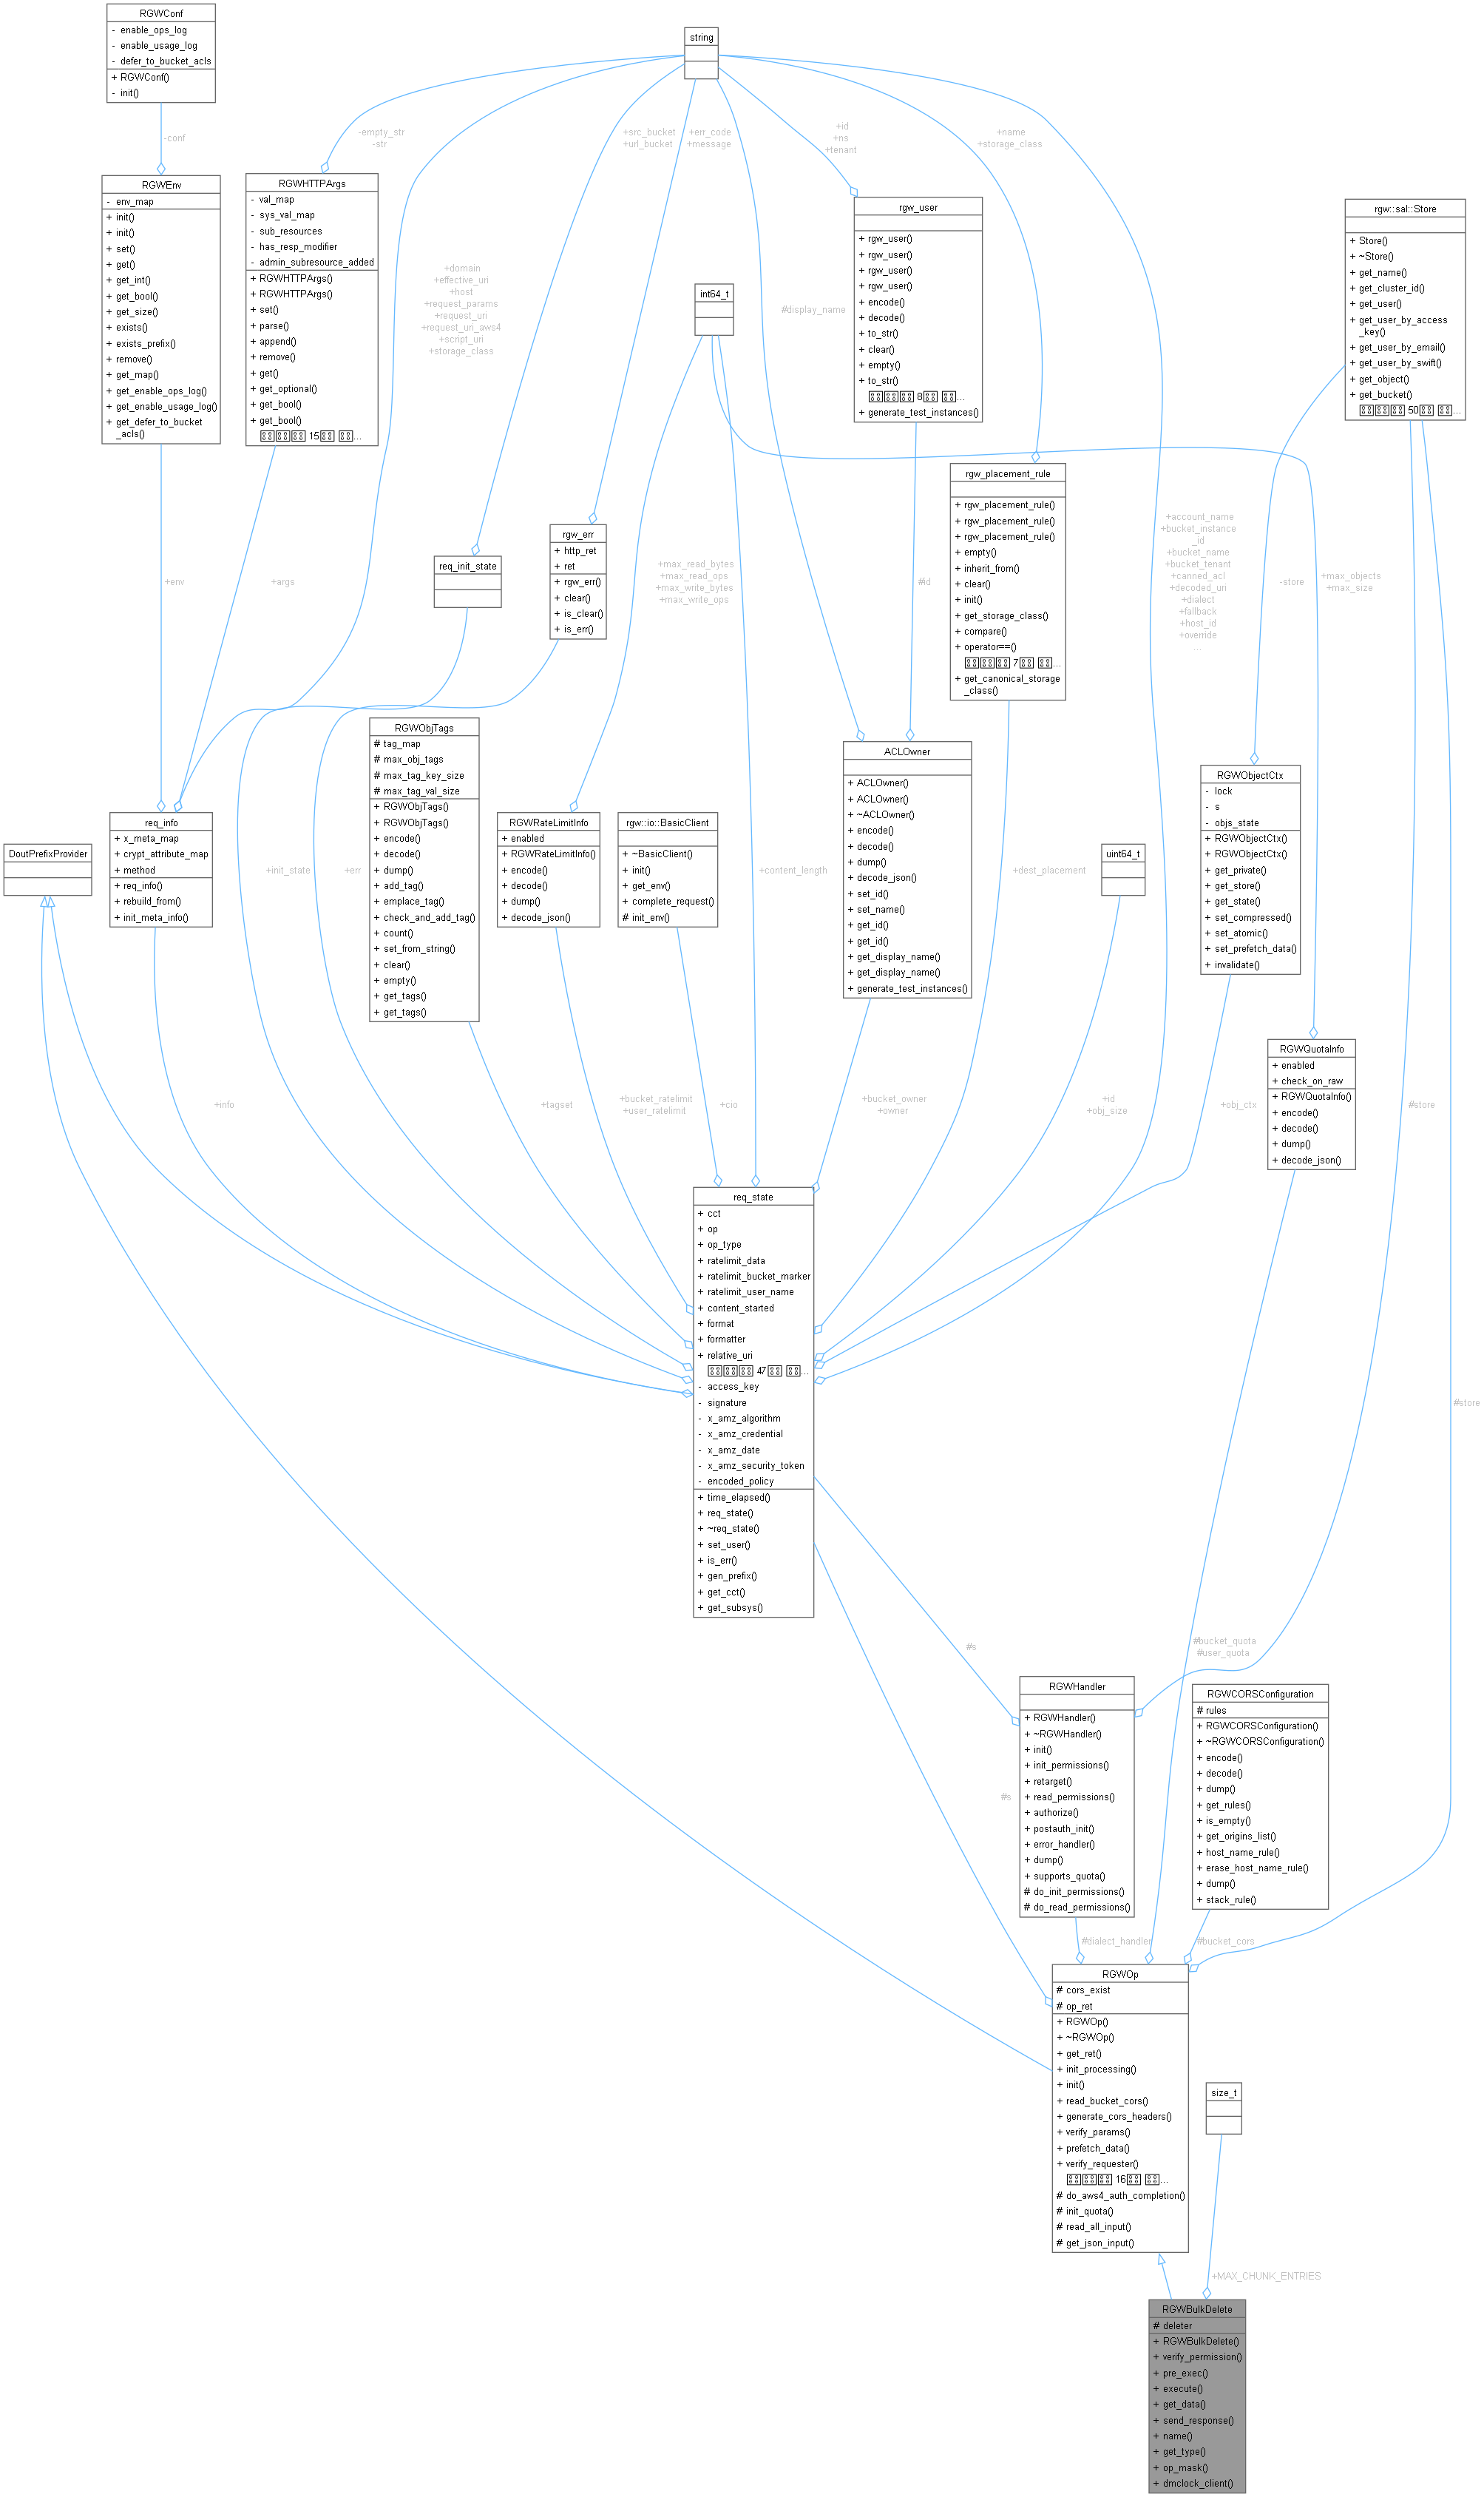 RGWConf
- enable_ops_log
- enable_usage_log
- defer_to_bucket_acls
+ RGWConf()
- init()
string
-conf
-empty_str
-str
+src_bucket
+url_bucket
+err_code
+message
+id
+ns
+tenant
+name
+storage_class
RGWEnv
- env_map
+ init()
+ init()
+ set()
+ get()
+ get_int()
+ get_bool()
+ get_size()
+ exists()
+ exists_prefix()
+ remove()
+ get_map()
+ get_enable_ops_log()
+ get_enable_usage_log()
+ get_defer_to_bucket
_acls()
RGWHTTPArgs
- val_map
- sys_val_map
- sub_resources
- has_resp_modifier
- admin_subresource_added
+ RGWHTTPArgs()
+ RGWHTTPArgs()
+ set()
+ parse()
+ append()
+ remove()
+ get()
+ get_optional()
+ get_bool()
+ get_bool()
15 ...
+domain
+effective_uri
+host
+request_params
+request_uri
+request_uri_aws4
+script_uri
+storage_class
int64_t
#display_name
rgw_user
+ rgw_user()
+ rgw_user()
+ rgw_user()
+ rgw_user()
+ encode()
+ decode()
+ to_str()
+ clear()
+ empty()
+ to_str()
8 ...
+ generate_test_instances()
rgw::sal::Store
+ Store()
+ ~Store()
+ get_name()
+ get_cluster_id()
+ get_user()
+ get_user_by_access
_key()
+ get_user_by_email()
+ get_user_by_swift()
+ get_object()
+ get_bucket()
50 ...
rgw_placement_rule
+ rgw_placement_rule()
+ rgw_placement_rule()
+ rgw_placement_rule()
+ empty()
+ inherit_from()
+ clear()
+ init()
+ get_storage_class()
+ compare()
+ operator==()
7 ...
+ get_canonical_storage
_class()
+env
+args
req_init_state
rgw_err
+ http_ret
+ ret
+ rgw_err()
+ clear()
+ is_clear()
+ is_err()
+max_read_bytes
+max_read_ops
+max_write_bytes
+max_write_ops
#id
+account_name
+bucket_instance
_id
+bucket_name
+bucket_tenant
+canned_acl
+decoded_uri
+dialect
+fallback
+host_id
+override
...
-store
+max_objects
+max_size
DoutPrefixProvider
req_info
+ x_meta_map
+ crypt_attribute_map
+ method
+ req_info()
+ rebuild_from()
+ init_meta_info()
+init_state
+err
RGWObjTags
# tag_map
# max_obj_tags
# max_tag_key_size
# max_tag_val_size
+ RGWObjTags()
+ RGWObjTags()
+ encode()
+ decode()
+ dump()
+ add_tag()
+ emplace_tag()
+ check_and_add_tag()
+ count()
+ set_from_string()
+ clear()
+ empty()
+ get_tags()
+ get_tags()
RGWRateLimitInfo
+ enabled
+ RGWRateLimitInfo()
+ encode()
+ decode()
+ dump()
+ decode_json()
rgw::io::BasicClient
+ ~BasicClient()
+ init()
+ get_env()
+ complete_request()
# init_env()
+content_length
ACLOwner
+ ACLOwner()
+ ACLOwner()
+ ~ACLOwner()
+ encode()
+ decode()
+ dump()
+ decode_json()
+ set_id()
+ set_name()
+ get_id()
+ get_id()
+ get_display_name()
+ get_display_name()
+ generate_test_instances()
+dest_placement
uint64_t
RGWObjectCtx
- lock
- s
- objs_state
+ RGWObjectCtx()
+ RGWObjectCtx()
+ get_private()
+ get_store()
+ get_state()
+ set_compressed()
+ set_atomic()
+ set_prefetch_data()
+ invalidate()
RGWQuotaInfo
+ enabled
+ check_on_raw
+ RGWQuotaInfo()
+ encode()
+ decode()
+ dump()
+ decode_json()
+info
+tagset
+bucket_ratelimit
+user_ratelimit
+cio
+bucket_owner
+owner
+id
+obj_size
+obj_ctx
#store
req_state
+ cct
+ op
+ op_type
+ ratelimit_data
+ ratelimit_bucket_marker
+ ratelimit_user_name
+ content_started
+ format
+ formatter
+ relative_uri
47 ...
- access_key
- signature
- x_amz_algorithm
- x_amz_credential
- x_amz_date
- x_amz_security_token
- encoded_policy
+ time_elapsed()
+ req_state()
+ ~req_state()
+ set_user()
+ is_err()
+ gen_prefix()
+ get_cct()
+ get_subsys()
#store
#s
#bucket_quota
#user_quota
#s
RGWHandler
+ RGWHandler()
+ ~RGWHandler()
+ init()
+ init_permissions()
+ retarget()
+ read_permissions()
+ authorize()
+ postauth_init()
+ error_handler()
+ dump()
+ supports_quota()
# do_init_permissions()
# do_read_permissions()
RGWCORSConfiguration
# rules
+ RGWCORSConfiguration()
+ ~RGWCORSConfiguration()
+ encode()
+ decode()
+ dump()
+ get_rules()
+ is_empty()
+ get_origins_list()
+ host_name_rule()
+ erase_host_name_rule()
+ dump()
+ stack_rule()
#dialect_handler
#bucket_cors
RGWOp
# cors_exist
# op_ret
+ RGWOp()
+ ~RGWOp()
+ get_ret()
+ init_processing()
+ init()
+ read_bucket_cors()
+ generate_cors_headers()
+ verify_params()
+ prefetch_data()
+ verify_requester()
16 ...
# do_aws4_auth_completion()
# init_quota()
# read_all_input()
# get_json_input()
size_t
+MAX_CHUNK_ENTRIES
RGWBulkDelete
# deleter
+ RGWBulkDelete()
+ verify_permission()
+ pre_exec()
+ execute()
+ get_data()
+ send_response()
+ name()
+ get_type()
+ op_mask()
+ dmclock_client()